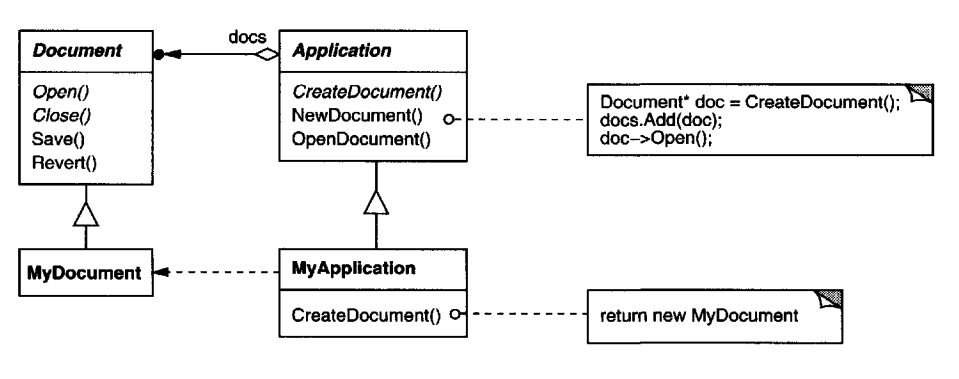 Document
docs
Application
Open()
Close()
Save()
Revert()
CreateDocument()
NewDocument()
OpenDocument()
Document* doc = CreateDocument();
docs.Add(doc);
doc->Open();
MyDocument
MyApplication
CreateDocument()
return new MyDocument